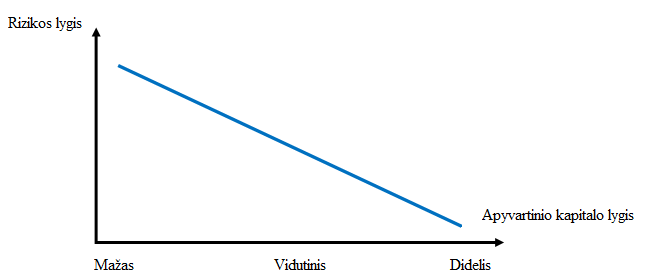 Rizikos lygis
Apyvartinio kapitalo lygis
Mažas Vidutinis Didelis